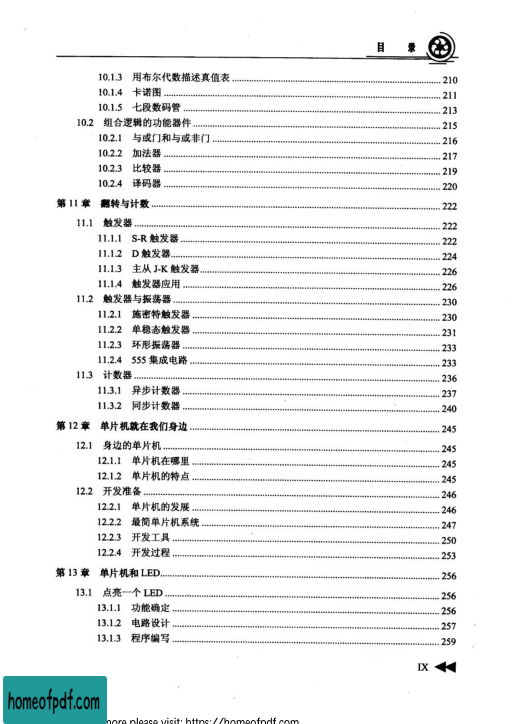 目 录
10.1.3 用布尔代数描述真值表 210
10.1.4 卡诺图 211
10.1.5 七段数码管 213
10.2 组合逻辑的功能器件 215
10.2.1 与或门和与或非门 216
10.2.2 加法器 217
10.2.3 比较器 219
10.2.4 译码器 220
第11章 翻转与计数 222
11.1 触发器 222
11.1.1 S-R 触发器 222
11.1.2 D 触发器 224
11.1.3 主从 J-K 触发器 226
11.1.4 触发器应用 226
11.2 触发器与振荡器 230
11.2.1 施密特触发器 230
11.2.2 单稳态触发器 231
11.2.3 环形振荡器 233
11.2.4 555 集成电路 233
11.3 计数器 236
11.3.1 异步计数器 237
11.3.2 同步计数器 240
第12章 单片机就在我们身边 245
12.1 身边的单片机 245
12.1.1 单片机在哪里 245
12.1.2 单片机的特点 245
12.2 开发准备 246
12.2.1 单片机的发展 246
12.2.2 最简单片机系统 247
12.2.3 开发工具 250
12.2.4 开发过程 253
第13章 单片机和LED 256
13.1 点亮一个 LED 256
13.1.1 功能确定 256
13.1.2 电路设计 257
13.1.3 程序编写 259
IX
homeofpdf.com
more please visit: https://homeofpdf.com